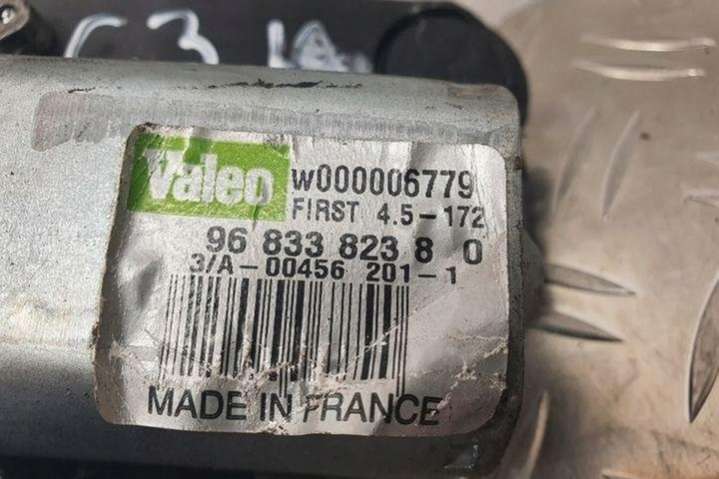 C3
Valeo
W000006779
FIRST 4.5-172
96 833 823 8 0
3/A-00456 201-1
MADE IN FRANCE